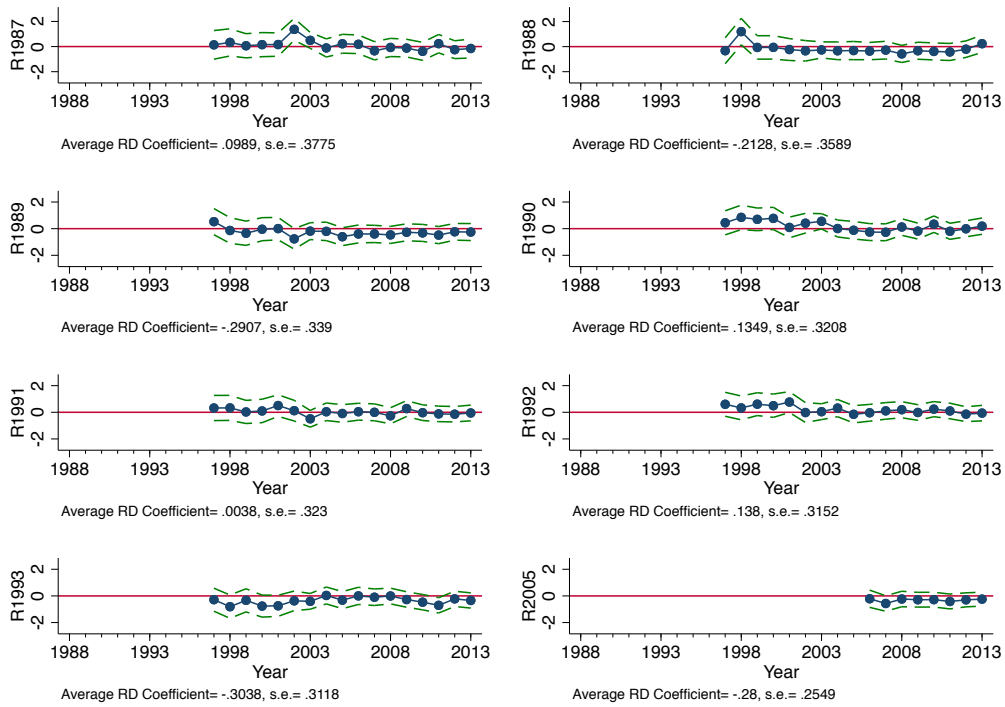 R1987
2
0
-2
1988 1993 1998 2003 2008 2013
Year
Average RD Coefficient= .0989, s.e.= .3775
R1988
2
0
-2
1988 1993 1998 2003 2008 2013
Year
Average RD Coefficient= -.2128, s.e.= .3589
R1989
2
0
-2
1988 1993 1998 2003 2008 2013
Year
Average RD Coefficient= -.2907, s.e.= .339
R1990
2
0
-2
1988 1993 1998 2003 2008 2013
Year
Average RD Coefficient= .1349, s.e.= .3208
R1991
2
0
-2
1988 1993 1998 2003 2008 2013
Year
Average RD Coefficient= .0038, s.e.= .323
R1992
2
0
-2
1988 1993 1998 2003 2008 2013
Year
Average RD Coefficient= .138, s.e.= .3152
R1993
2
0
-2
1988 1993 1998 2003 2008 2013
Year
Average RD Coefficient= -.3038, s.e.= .3118
R2005
2
0
-2
1988 1993 1998 2003 2008 2013
Year
Average RD Coefficient= -.28, s.e.= .2549